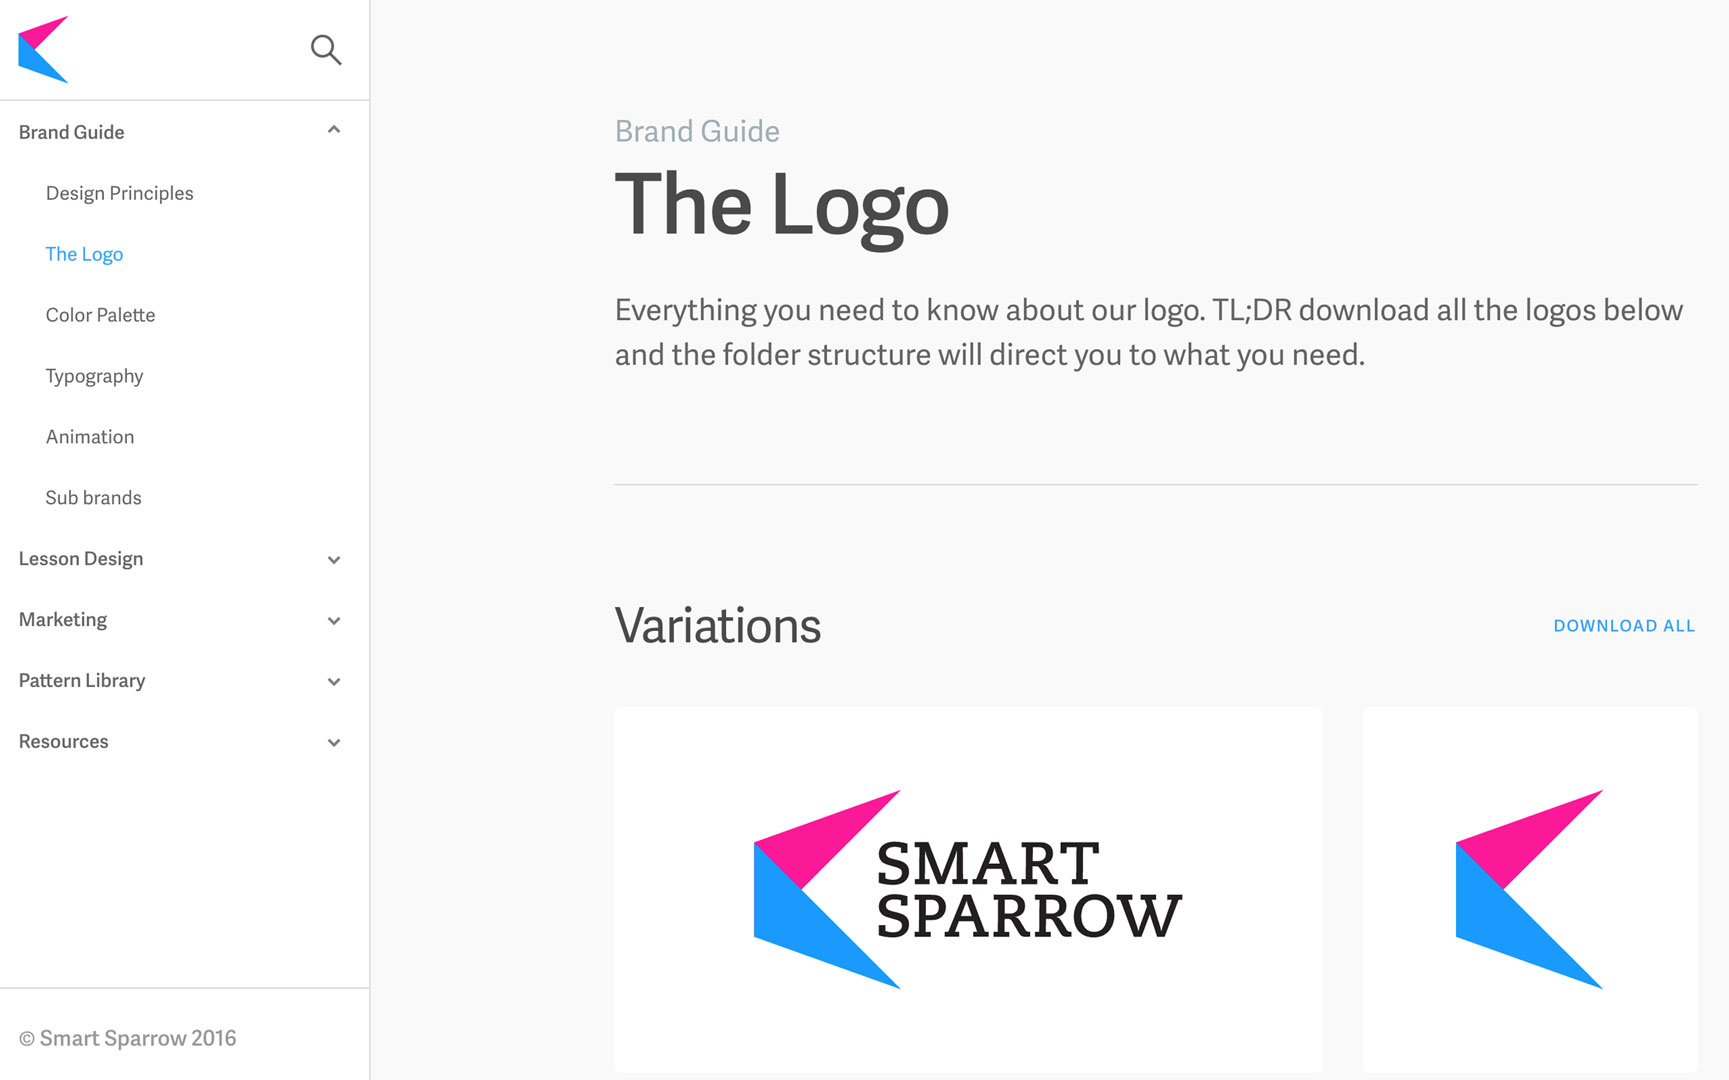 Brand Guide
Design Principles
The Logo
Color Palette
Typography
Animation
Sub brands
Lesson Design
Marketing
Pattern Library
Resources
© Smart Sparrow 2016
Brand Guide
The Logo
Everything you need to know about our logo. TL;DR download all the logos below
and the folder structure will direct you to what you need.
Variations
DOWNLOAD ALL
SMART
SPARROW